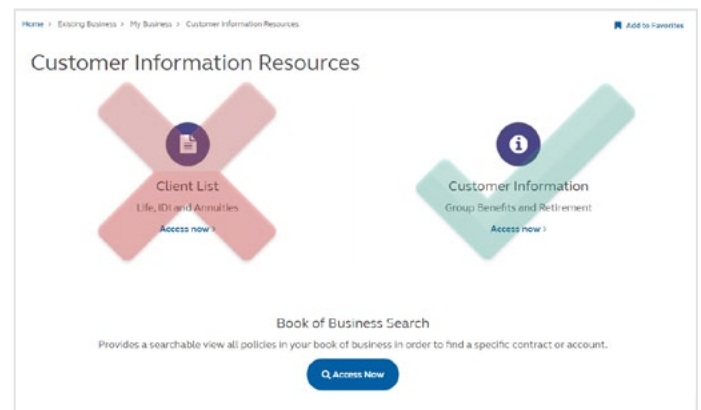 Home > Existing Business > My Business > Customer Information Resources
Add to Favorites
Customer Information Resources
Client List
Life, IDI and Annuities
Access now >
Customer Information
Group Benefits and Retirement
Access now >
Book of Business Search
Provides a searchable view all policies in your book of business in order to find a specific contract or account.
Access Now